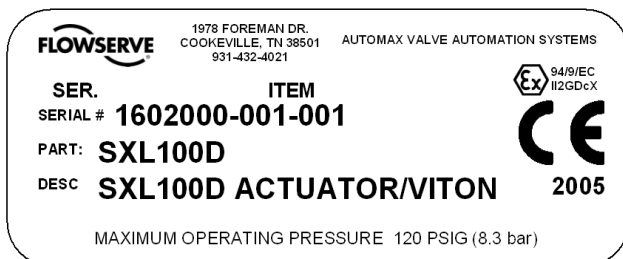 FLOWSERVE
1978 FOREMAN DR.
COOKEVILLE, TN 38501
931-432-4021
AUTOMAX VALVE AUTOMATION SYSTEMS
Ex 94/9/EC
II2GDcX
SER. ITEM
SERIAL # 1602000-001-001
PART: SXL100D
CE
DESC SXL100D ACTUATOR/VITON 2005
MAXIMUM OPERATING PRESSURE 120 PSIG (8.3 bar)